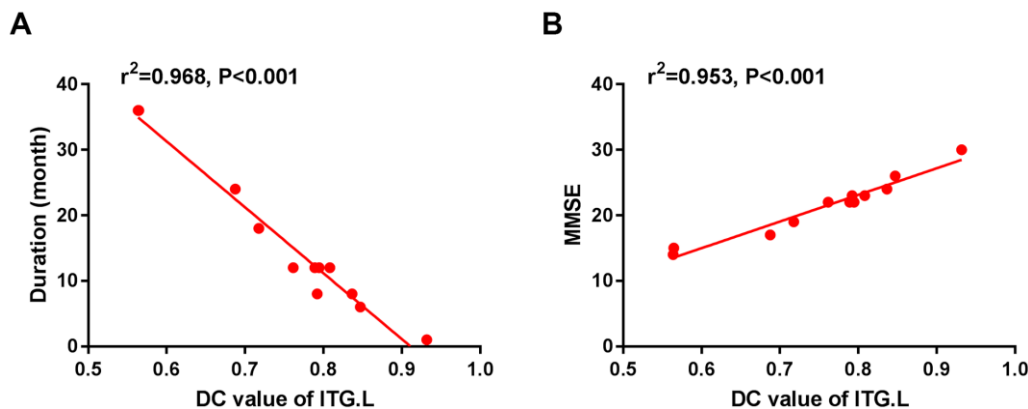 A
r²=0.968, P<0.001
40
30
20
10
0
Duration (month)
0.5 0.6 0.7 0.8 0.9 1.0
DC value of ITG.L
B
r²=0.953, P<0.001
40
30
20
10
0
MMSE
0.5 0.6 0.7 0.8 0.9 1.0
DC value of ITG.L